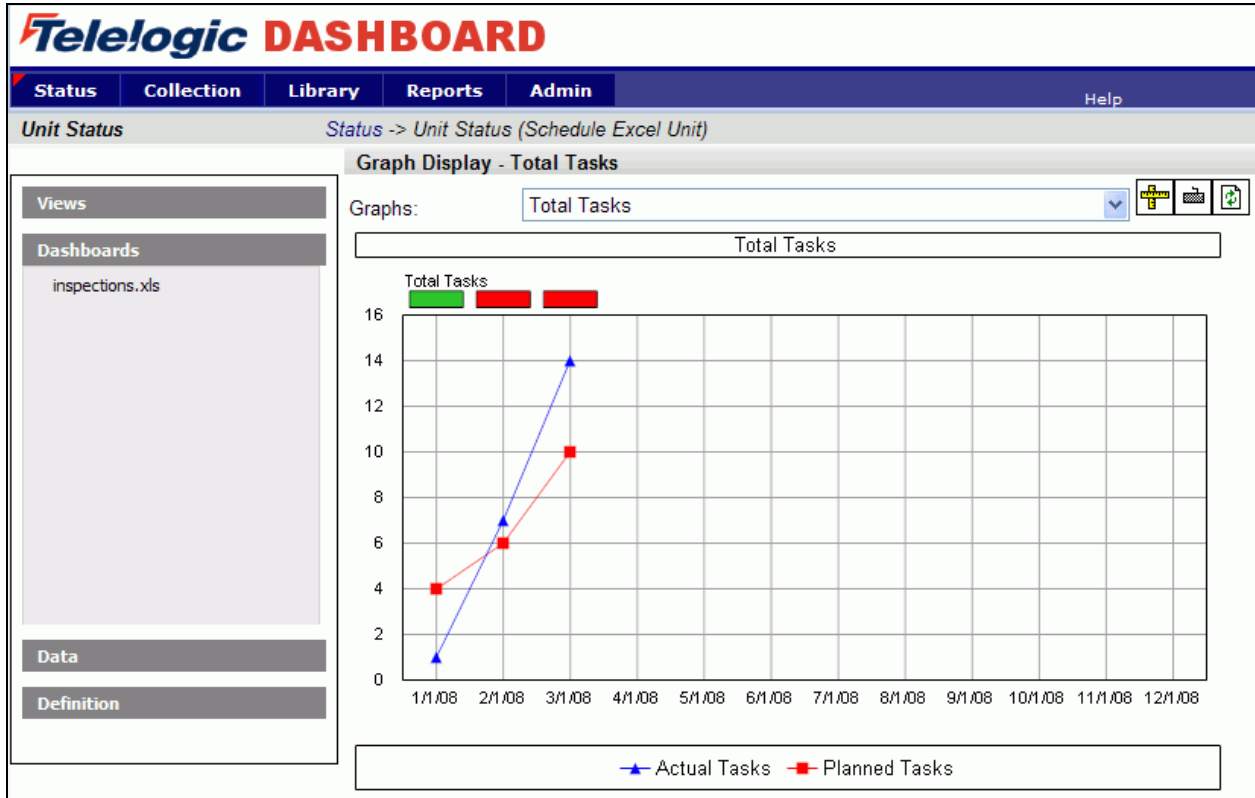 Telelogic DASHBOARD
Status Collection Library Reports Admin Help
Unit Status Status -> Unit Status (Schedule Excel Unit)
Graph Display - Total Tasks
Views
Dashboards
inspections.xls
Data
Definition
Graphs: Total Tasks
Total Tasks
Total Tasks
16
14
12
10
8
6
4
2
0
1/1/08 2/1/08 3/1/08 4/1/08 5/1/08 6/1/08 7/1/08 8/1/08 9/1/08 10/1/08 11/1/08 12/1/08
Actual Tasks Planned Tasks